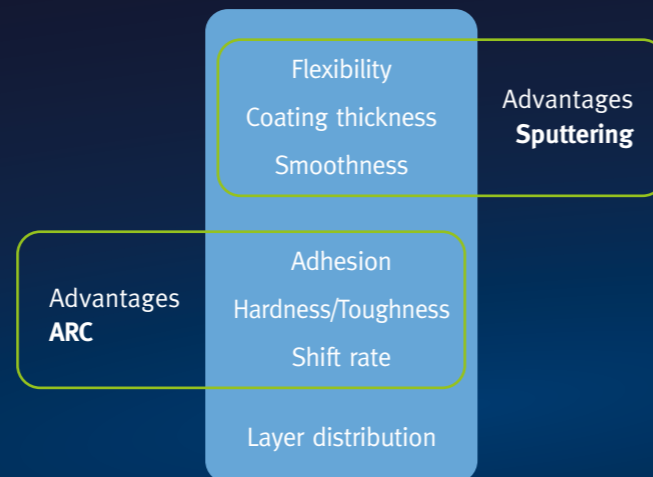 Flexibility
Coating thickness
Smoothness
Advantages
Sputtering
Adhesion
Hardness/Toughness
Shift rate
Advantages
ARC
Layer distribution